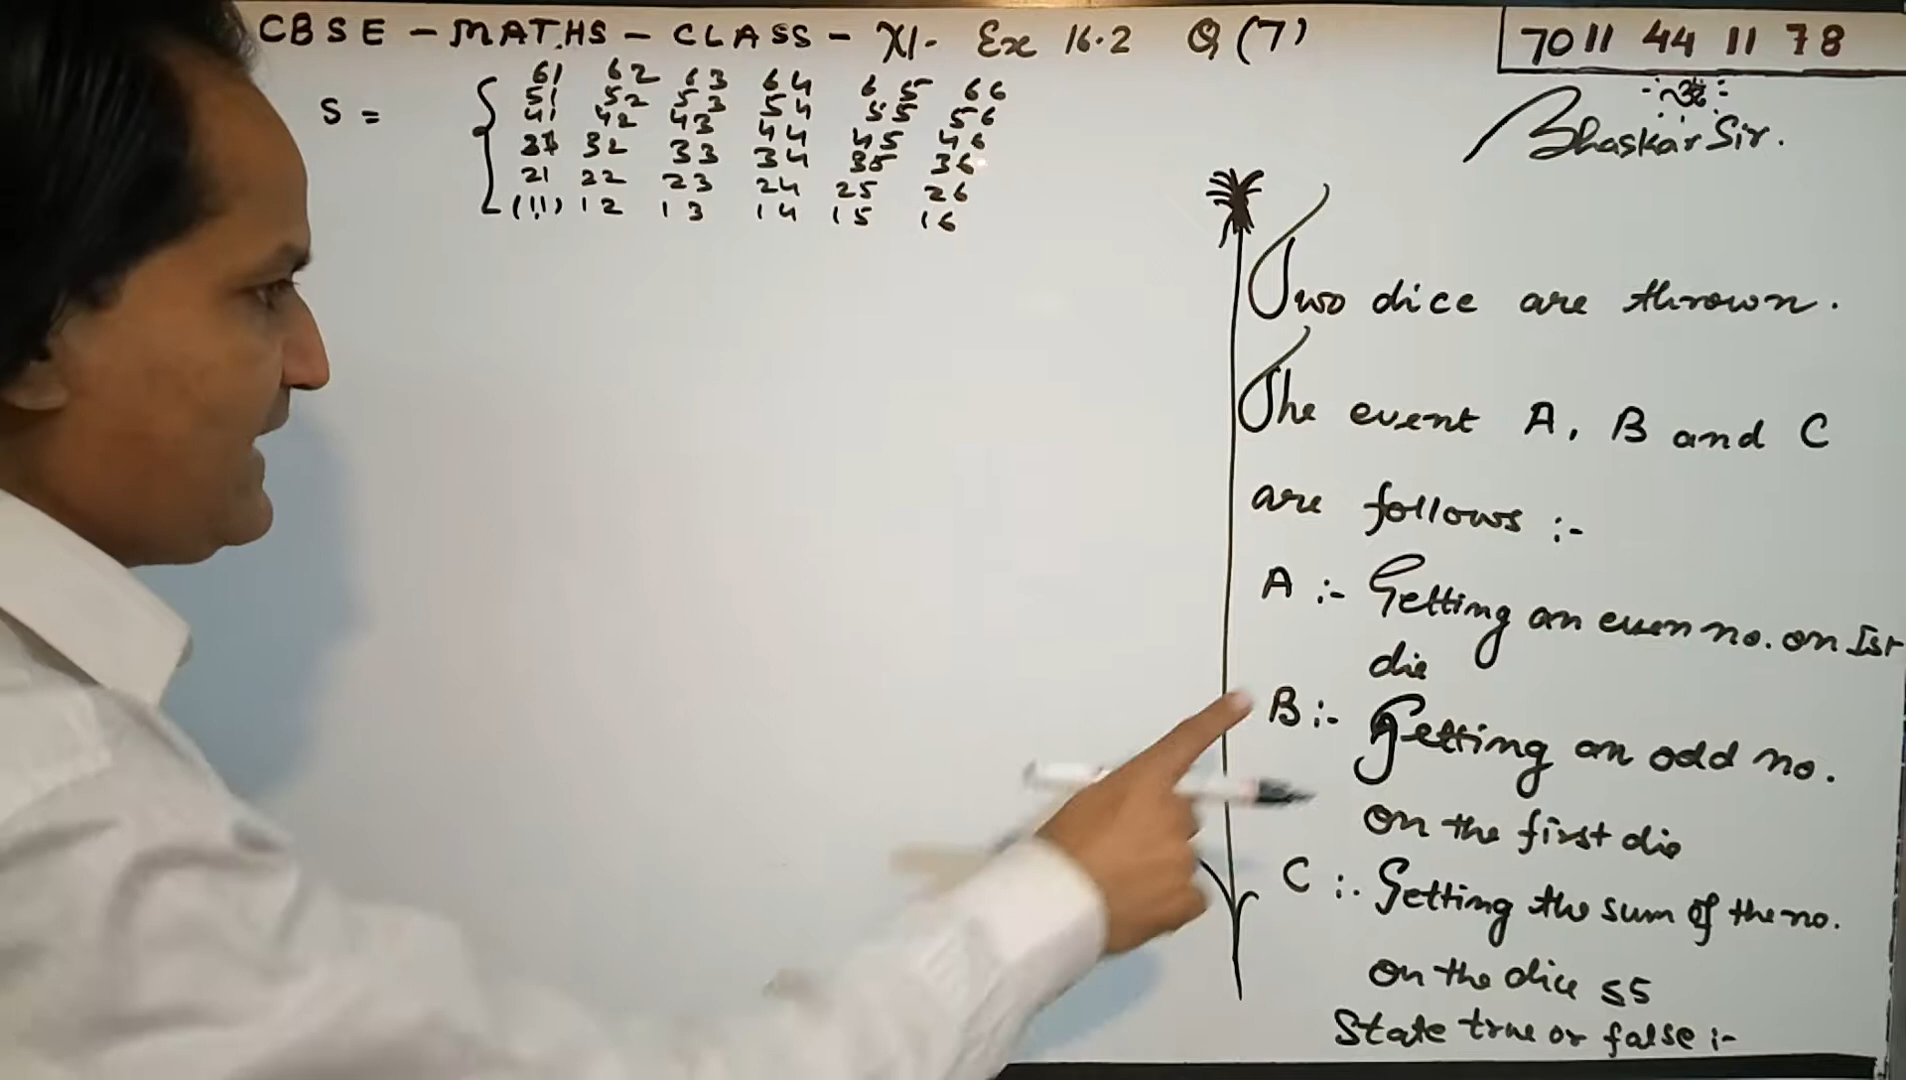 CBSE - MATHS - CLASS - XI - Ex 16.2 Q (7)
70 11 44 11 78
ॐ
Bhaskar Sir.
S =
61 62 63 64 65 66
51 52 53 54 55 56
41 42 43 44 45 46
31 32 33 34 35 36
21 22 23 24 25 26
(1,1) 12 13 14 15 16
Two dice are thrown.
The event A, B and C
are follows :-
A :- Getting an even no. on Ist
die
B :- Getting an odd no.
on the first die
C :- Getting the sum of the no.
on the dice ≤5
State true or false :-